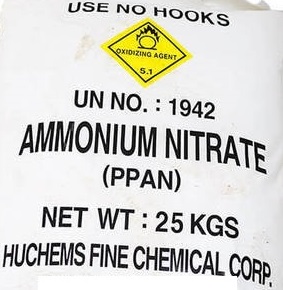 USE NO HOOKS
OXIDIZING AGENT
5.1
UN NO. : 1942
AMMONIUM NITRATE
(PPAN)
NET WT : 25 KGS
HUCHEMS FINE CHEMICAL CORP.